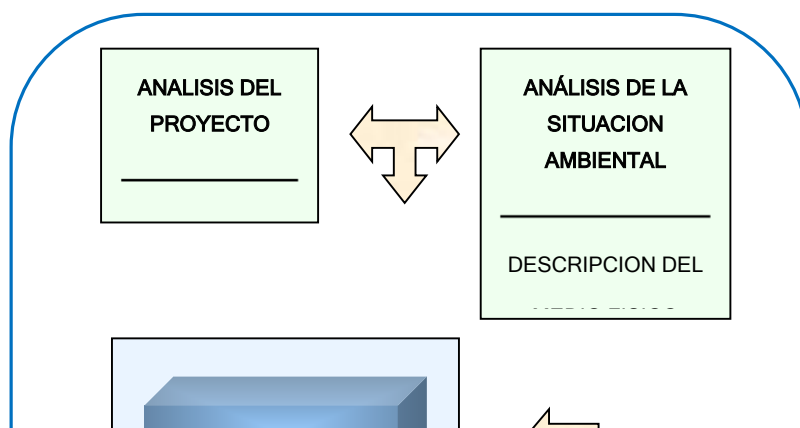 ANALISIS DEL
PROYECTO
ANÁLISIS DE LA
SITUACION
AMBIENTAL
DESCRIPCION DEL